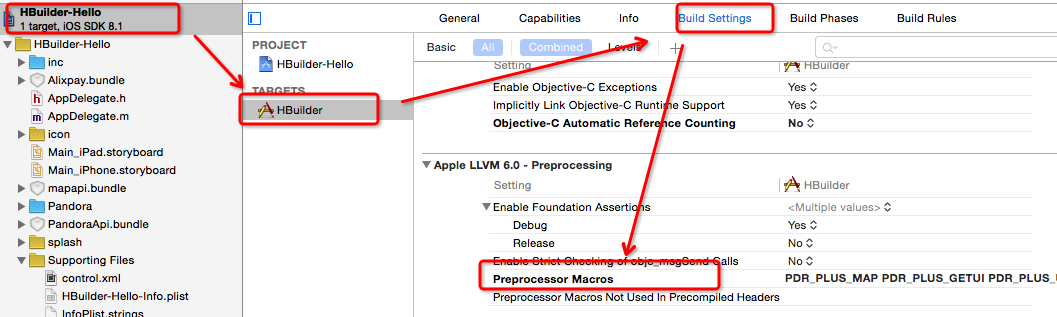 HBuilder-Hello
1 target, iOS SDK 8.1
HBuilder-Hello
inc
Alixpay.bundle
AppDelegate.h
AppDelegate.m
icon
Main_iPad.storyboard
Main_iPhone.storyboard
mapapi.bundle
Pandora
PandoraApi.bundle
splash
Supporting Files
control.xml
HBuilder-Hello-Info.plist
InfoPlist.strings
PROJECT
HBuilder-Hello
TARGETS
HBuilder
General Capabilities Info Build Settings Build Phases Build Rules
Basic All Combined Levels +
Setting HBuilder
Enable Objective-C Exceptions Yes
Implicitly Link Objective-C Runtime Support Yes
Objective-C Automatic Reference Counting No
Apple LLVM 6.0 - Preprocessing
Setting HBuilder
Enable Foundation Assertions <Multiple values>
Debug Yes
Release No
Enable Strict Checking of objc_msgSend Calls No
Preprocessor Macros PDR_PLUS_MAP PDR_PLUS_GETUI PDR_PLUS_
Preprocessor Macros Not Used In Precompiled Headers